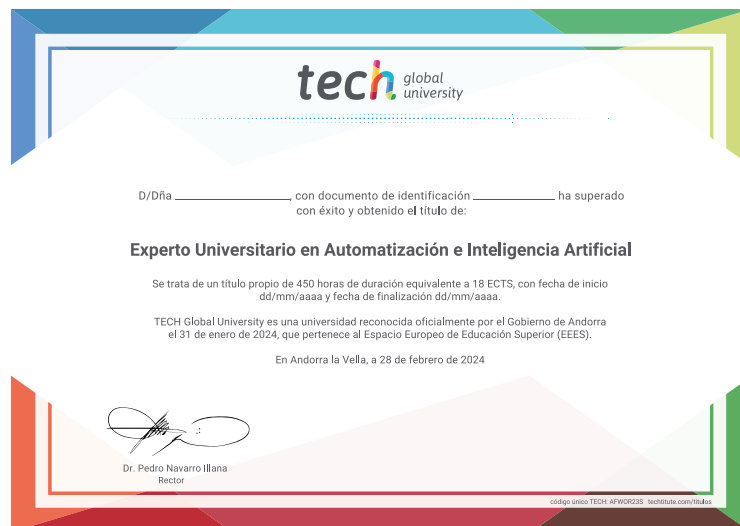 tech global university
D/Dña ________________, con documento de identificación ____________ ha superado
con éxito y obtenido el título de:
Experto Universitario en Automatización e Inteligencia Artificial
Se trata de un título propio de 450 horas de duración equivalente a 18 ECTS, con fecha de inicio
dd/mm/aaaa y fecha de finalización dd/mm/aaaa.
TECH Global University es una universidad reconocida oficialmente por el Gobierno de Andorra
el 31 de enero de 2024, que pertenece al Espacio Europeo de Educación Superior (EEES).
En Andorra la Vella, a 28 de febrero de 2024
Dr. Pedro Navarro Illana
Rector
código único TECH: AFWOR23S techtitute.com/titulos